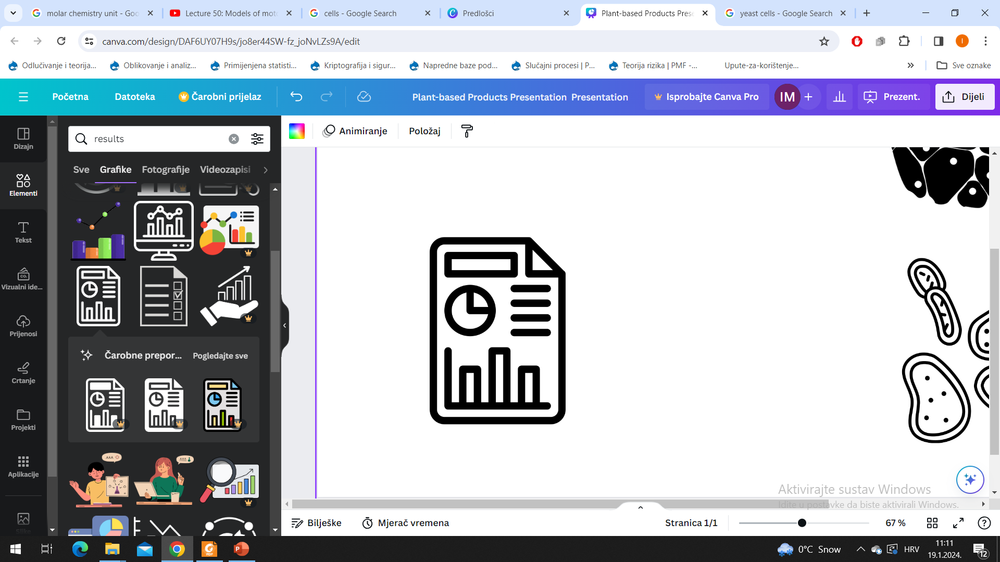 molar chemistry unit - Goo
Lecture 50: Models of moto
cells - Google Search
Predlošci
Plant-based Products Prese
yeast cells - Google Search
canva.com/design/DAF6UY07H9s/jo8er44SW-fz_joNvLZs9A/edit
Odlučivanje i teorija...
Oblikovanje i analiz...
Primijenjena statisti...
Kriptografija i sigur...
Napredne baze pod...
Slučajni procesi | P...
Teorija rizika | PMF -...
Upute-za-korištenje...
Sve oznake
Početna
Datoteka
Čarobni prijelaz
Plant-based Products Presentation Presentation
Isprobajte Canva Pro
IM
Prezent.
Dijeli
Dizajn
Elementi
Tekst
CO.
Vizualni ide...
Prijenosi
Crtanje
Projekti
Aplikacije
Slike
results
Sve
Grafike
Fotografije
Videozapisi
Čarobne prepor...
Pogledajte sve
Animiranje
Položaj
Aktivirajte sustav Windows
Idite u postavke da biste aktivirali Windows.
Bilješke
Mjerač vremena
Stranica 1/1
67 %
PDF
P
0°C Snow
HRV
11:11
19.1.2024.
12